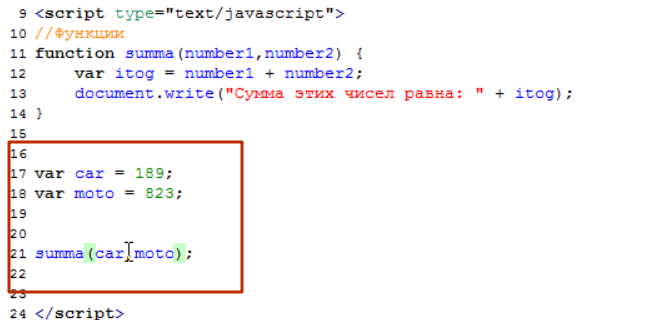 9 <script type="text/javascript">
10 //Функции
11 function summa(number1,number2) {
12 var itog = number1 + number2;
13 document.write("Сумма этих чисел равна: " + itog);
14 }
15
16
17 var car = 189;
18 var moto = 823;
19
20
21 summa(car,moto);
22
23
24 </script>